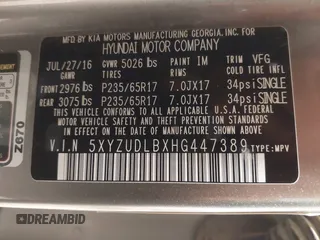 MFD BY KIA MOTORS MANUFACTURING GEORGIA, INC FOR
HYUNDAI MOTOR COMPANY
JUL/27/16 GVWR 5026 lbs PAINT IM TRIM VFG
GAWR TIRES RIMS COLD TIRE INFL
FRONT 2976 lbs P235/65R17 7.0JX17 34psi SINGLE
REAR 3075 lbs P235/65R17 7.0JX17 34psi SINGLE
THIS VEHICLE CONFORMS TO ALL APPLICABLE U.S.A. FEDERAL MOTOR
VEHICLE SAFETY AND THEFT PREVENTION STANDARDS IN EFFECT
ON THE DATE OF MANUFACTURE SHOWN ABOVE
V.I.N 5XYZUDLBXHG447389 TYPE: MPV
Z670
DREAMBID